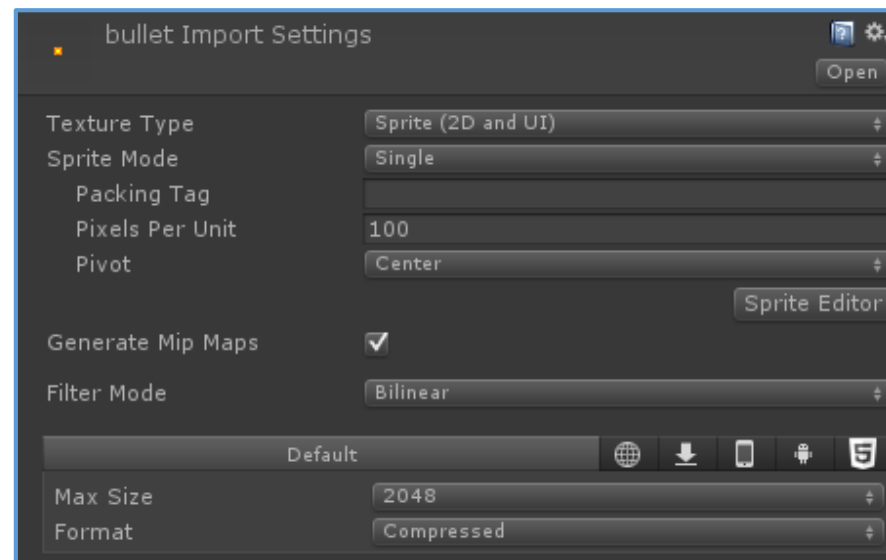 bullet Import Settings
Open
Texture Type Sprite (2D and UI)
Sprite Mode Single
Packing Tag
Pixels Per Unit 100
Pivot Center
Sprite Editor
Generate Mip Maps
Filter Mode Bilinear
Default
Max Size 2048
Format Compressed